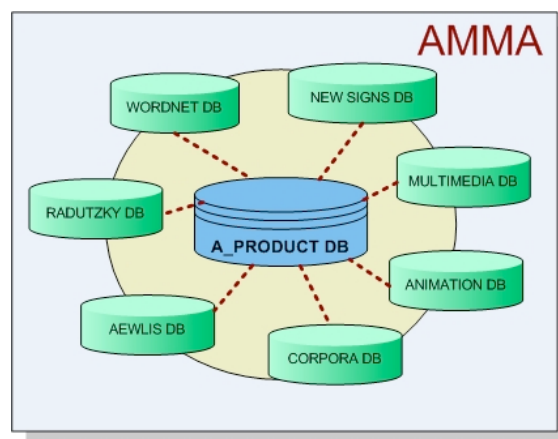 AMMA
WORDNET DB
NEW SIGNS DB
MULTIMEDIA DB
RADUTZKY DB
A_PRODUCT DB
ANIMATION DB
AEWLIS DB
CORPORA DB